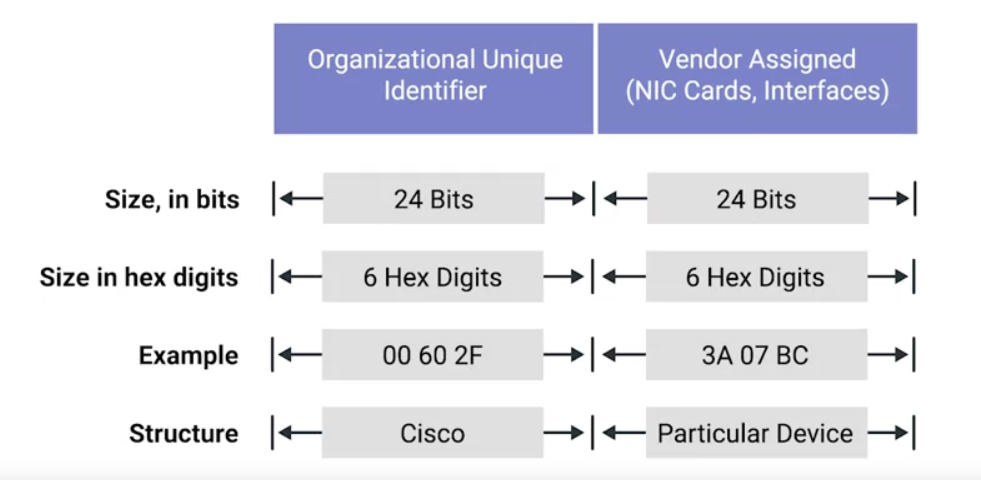 Organizational Unique
Identifier
Vendor Assigned
(NIC Cards, Interfaces)
Size, in bits
24 Bits
24 Bits
Size in hex digits
6 Hex Digits
6 Hex Digits
Example
00 60 2F
3A 07 BC
Structure
Cisco
Particular Device